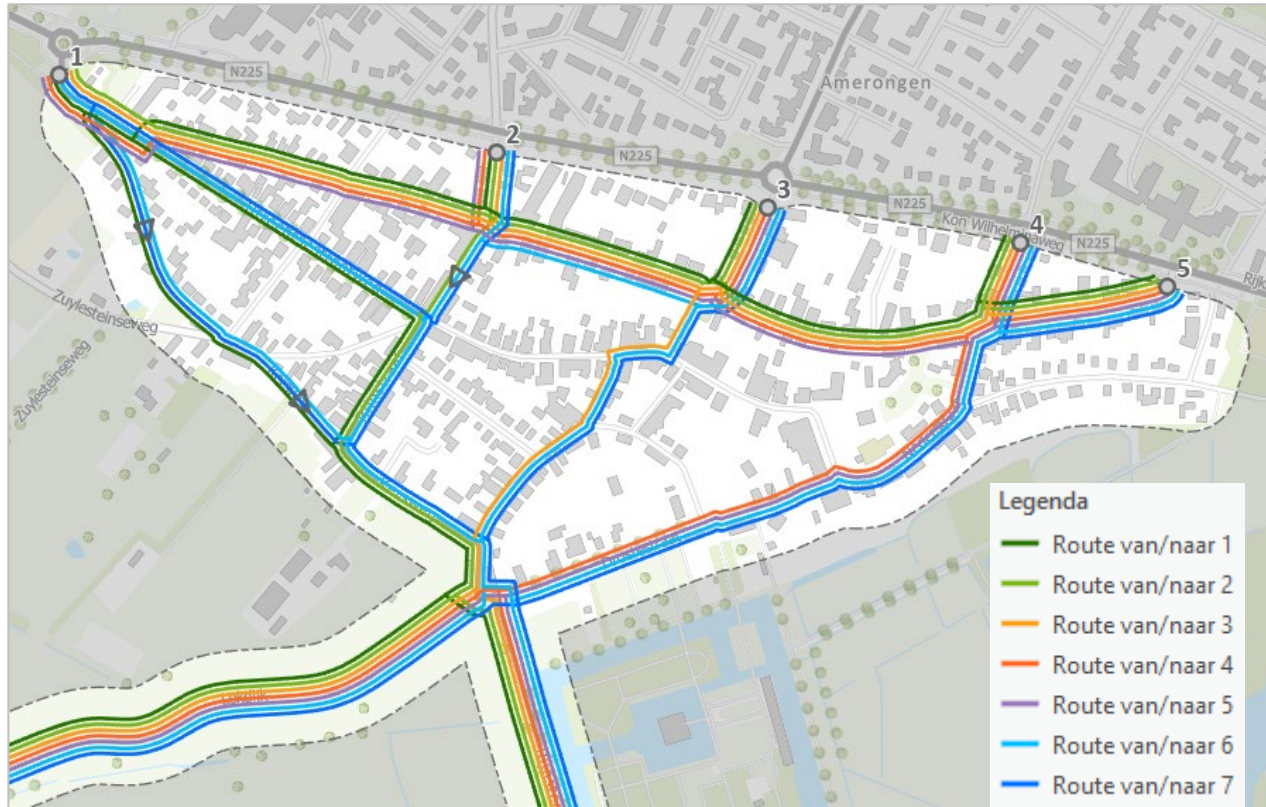 1
N225
Amerongen
2
N225
3
N225
Kon Wilhelminaweg
4
N225
5
Rijk
Zuylesteinseweg
Zuylesteinseweg
Legenda
Route van/naar 1
Route van/naar 2
Route van/naar 3
Route van/naar 4
Route van/naar 5
Route van/naar 6
Route van/naar 7